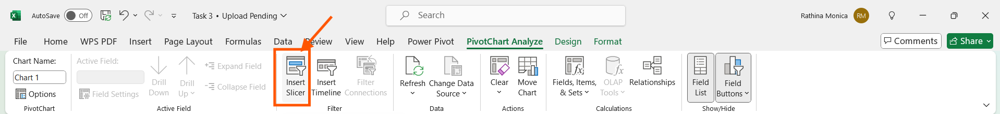 AutoSave Off Task 3 • Upload Pending Search Rathina Monica RM
File Home WPS PDF Insert Page Layout Formulas Data Review View Help Power Pivot PivotChart Analyze Design Format Comments Share
Chart Name:
Chart 1
Options
PivotChart
Active Field:
Field Settings
Drill
Down
Drill
Up
Expand Field
Collapse Field
Active Field
Insert
Slicer
Insert
Timeline
Filter
Connections
Filter
Refresh
Change Data
Source
Data
Clear
Move
Chart
Actions
Fields, Items,
& Sets
OLAP
Tools
Relationships
Calculations
Field
List
Field
Buttons
Show/Hide